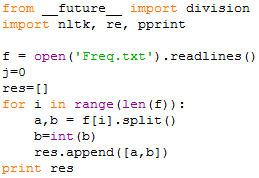 from __future__ import division
import nltk, re, pprint

f = open('Freq.txt').readlines()
j=0
res=[]
for i in range(len(f)):
    a,b = f[i].split()
    b=int(b)
    res.append([a,b])
print res